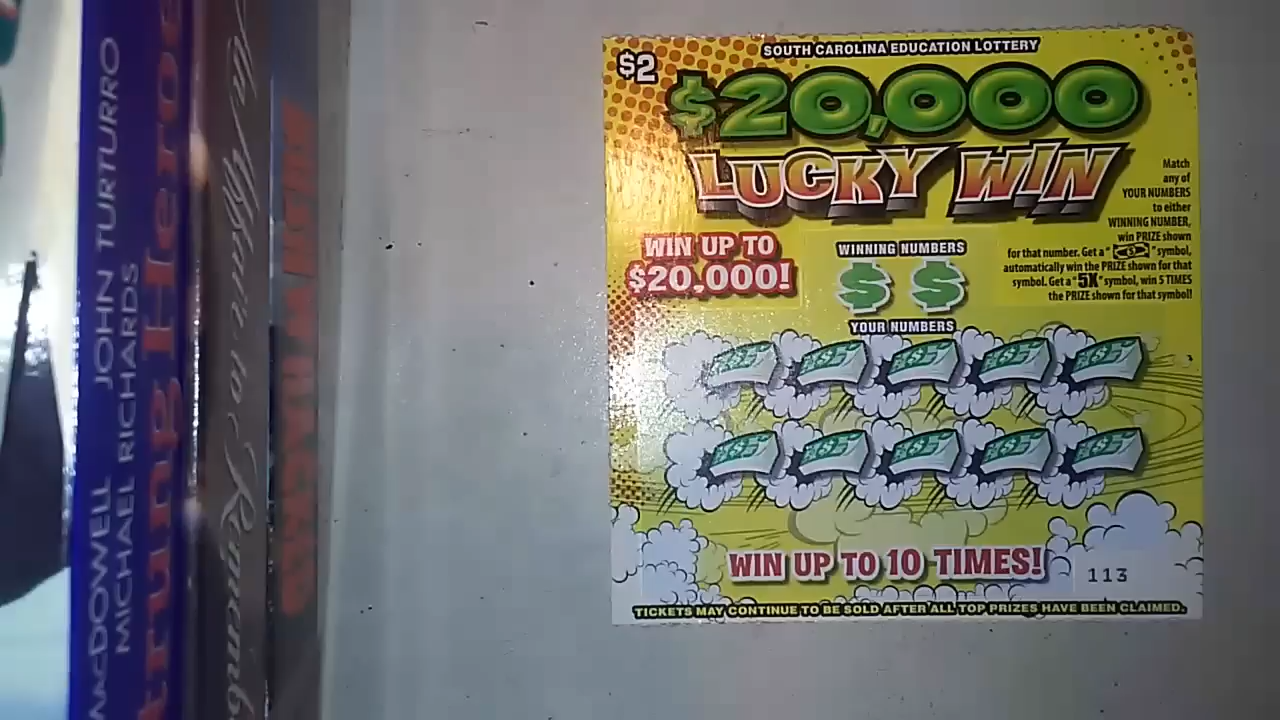 MACDOWELL JOHN TURTURRO
MICHAEL RICHARDS
An Affair to Rememb
$2
SOUTH CAROLINA EDUCATION LOTTERY
$20,000
LUCKY WIN
Match
any of
YOUR NUMBERS
to either
WINNING NUMBER,
win PRIZE shown
for that number. Get a " " symbol,
automatically win the PRIZE shown for that
symbol. Get a "5X" symbol, win 5 TIMES
the PRIZE shown for that symbol!
WIN UP TO
$20,000!
WINNING NUMBERS
$ $
YOUR NUMBERS
WIN UP TO 10 TIMES!
113
TICKETS MAY CONTINUE TO BE SOLD AFTER ALL TOP PRIZES HAVE BEEN CLAIMED.